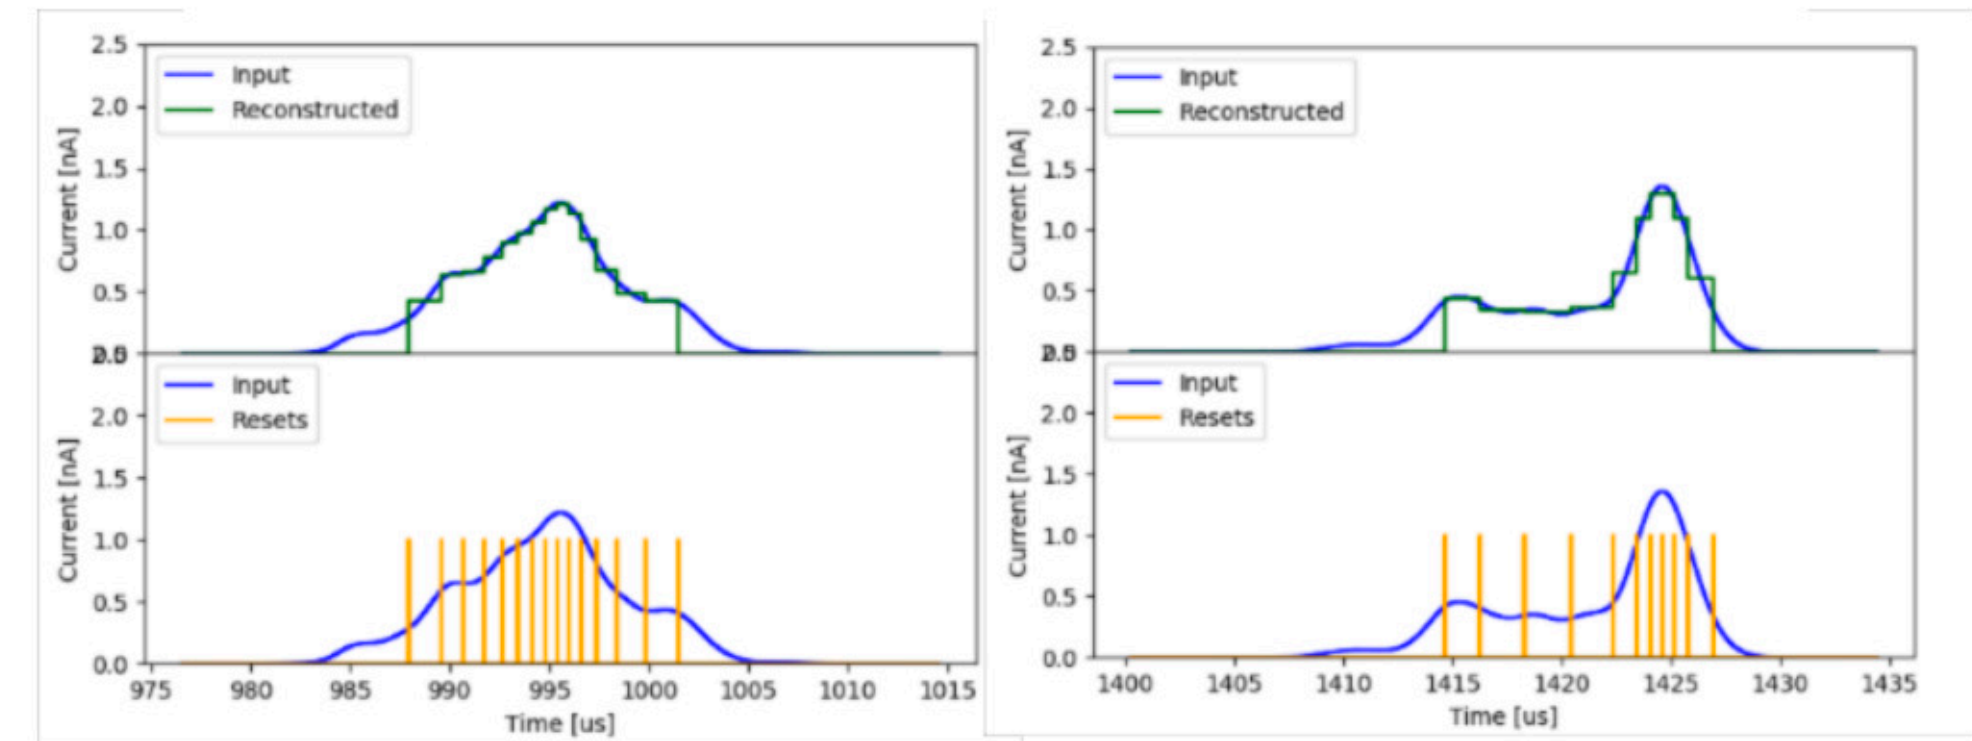 2.5
2.0
1.5
1.0
0.5
Current [nA]
Input
Reconstructed
2.0
1.5
1.0
0.5
0.0
Current [nA]
Input
Resets
975 980 985 990 995 1000 1005 1010 1015
Time [us]
2.5
2.0
1.5
1.0
0.5
Current [nA]
Input
Reconstructed
2.0
1.5
1.0
0.5
0.0
Current [nA]
Input
Resets
1400 1405 1410 1415 1420 1425 1430 1435
Time [us]